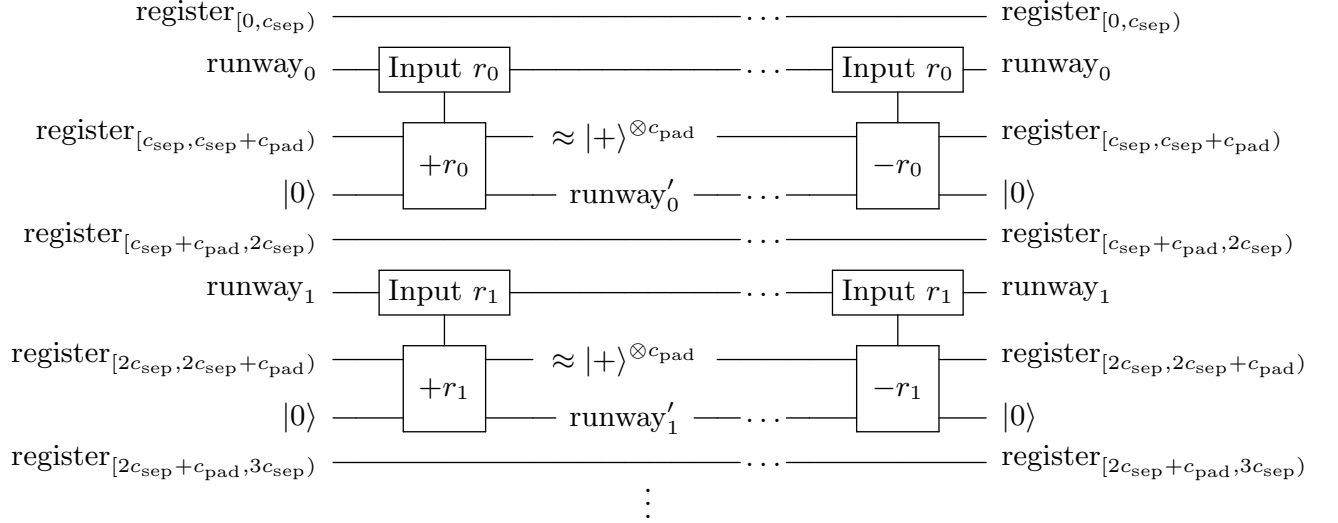 register_{[0,c_sep)} ··· register_{[0,c_sep)}
runway_0 Input r_0 ··· Input r_0 runway_0
register_{[c_sep,c_sep+c_pad)} ≈ |+⟩^{⊗c_pad} register_{[c_sep,c_sep+c_pad)}
+r_0 −r_0
|0⟩ runway′_0 ··· |0⟩
register_{[c_sep+c_pad,2c_sep)} register_{[c_sep+c_pad,2c_sep)}
runway_1 Input r_1 ··· Input r_1 runway_1
register_{[2c_sep,2c_sep+c_pad)} ≈ |+⟩^{⊗c_pad} register_{[2c_sep,2c_sep+c_pad)}
+r_1 −r_1
|0⟩ runway′_1 ··· |0⟩
register_{[2c_sep+c_pad,3c_sep)} ··· register_{[2c_sep+c_pad,3c_sep)}
⋮